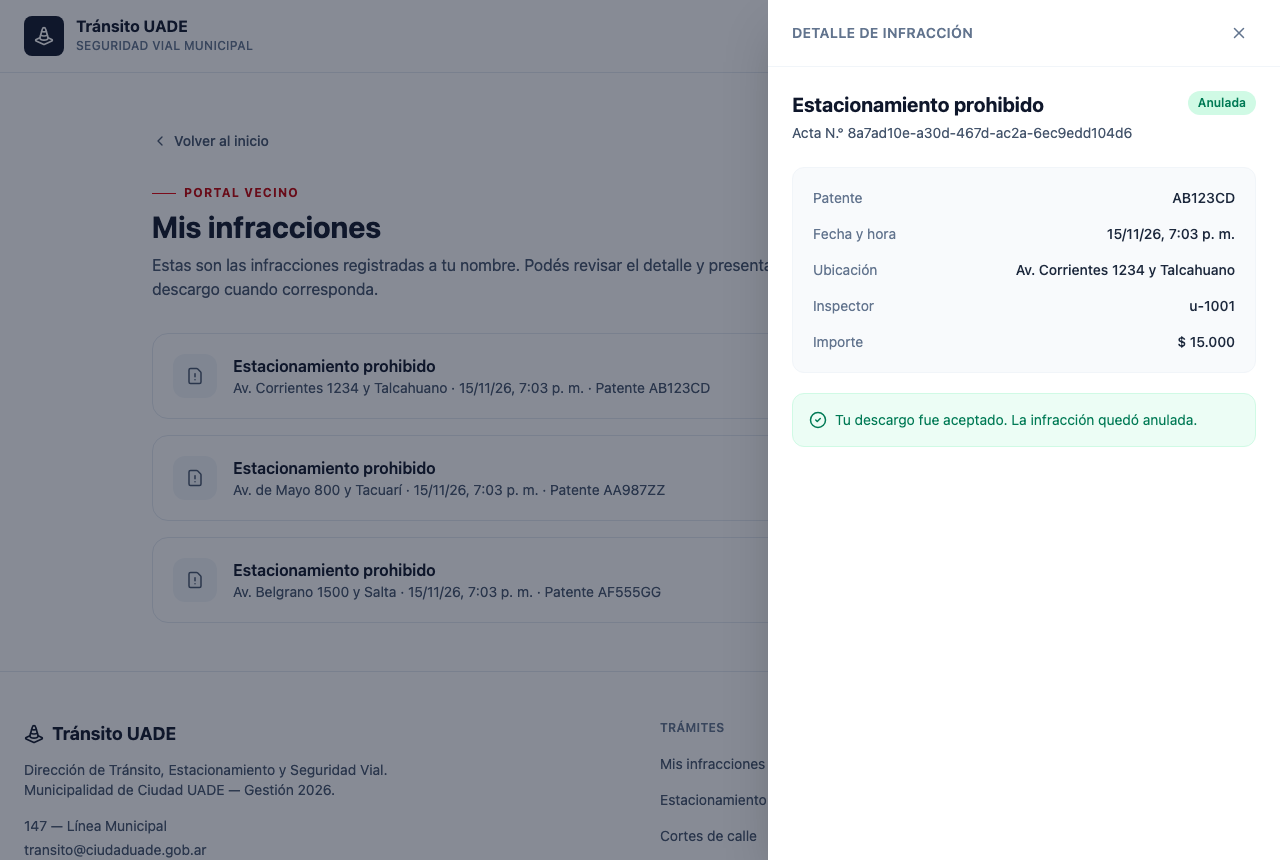 Tránsito UADE
SEGURIDAD VIAL MUNICIPAL
Volver al inicio
PORTAL VECINO
Mis infracciones
Estas son las infracciones registradas a tu nombre. Podés revisar el detalle y presenta
descargo cuando corresponda.
Estacionamiento prohibido
Av. Corrientes 1234 y Talcahuano · 15/11/26, 7:03 p. m. · Patente AB123CD
Estacionamiento prohibido
Av. de Mayo 800 y Tacuarí · 15/11/26, 7:03 p. m. · Patente AA987ZZ
Estacionamiento prohibido
Av. Belgrano 1500 y Salta · 15/11/26, 7:03 p. m. · Patente AF555GG
Tránsito UADE
Dirección de Tránsito, Estacionamiento y Seguridad Vial.
Municipalidad de Ciudad UADE — Gestión 2026.
147 — Línea Municipal
transito@ciudaduade.gob.ar
TRÁMITES
Mis infracciones
Estacionamiento
Cortes de calle
DETALLE DE INFRACCIÓN
Estacionamiento prohibido
Anulada
Acta N.° 8a7ad10e-a30d-467d-ac2a-6ec9edd104d6
Patente AB123CD
Fecha y hora 15/11/26, 7:03 p. m.
Ubicación Av. Corrientes 1234 y Talcahuano
Inspector u-1001
Importe $ 15.000
Tu descargo fue aceptado. La infracción quedó anulada.